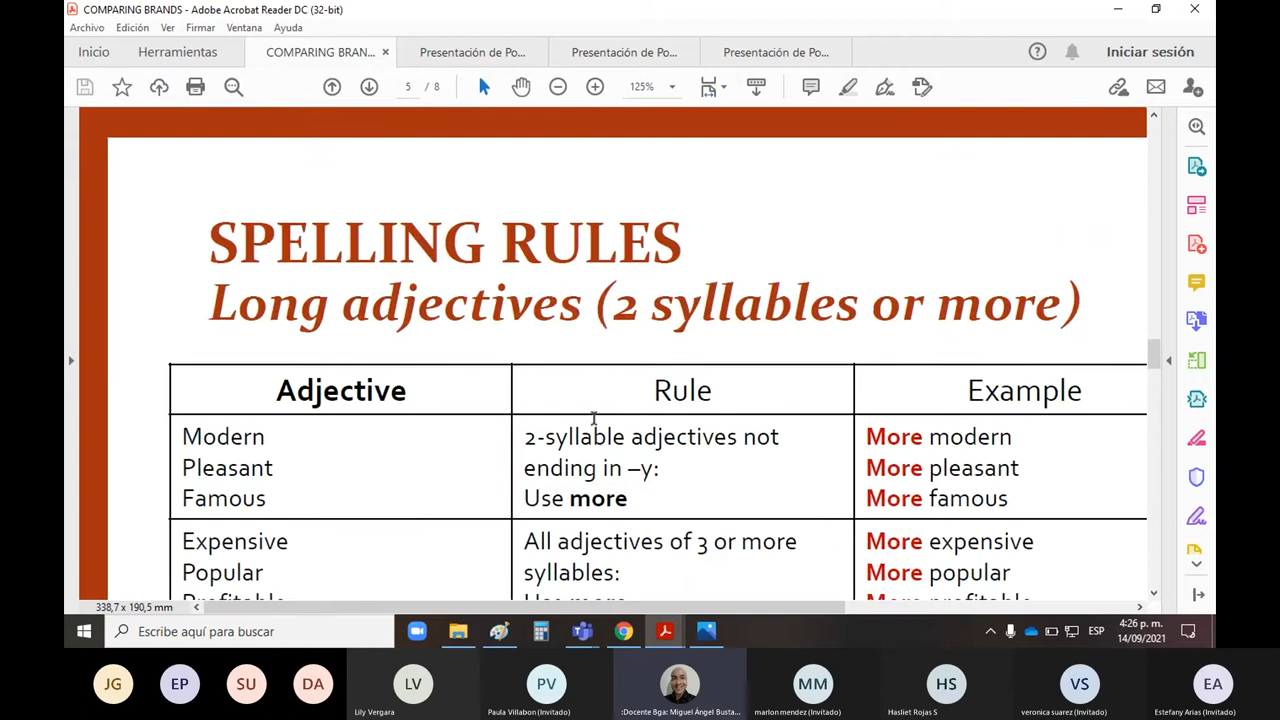 COMPARING BRANDS - Adobe Acrobat Reader DC (32-bit)
Archivo Edición Ver Firmar Ventana Ayuda
Inicio Herramientas COMPARING BRAN... × Presentación de Po... Presentación de Po... Presentación de Po... Iniciar sesión
5 / 8 125%
SPELLING RULES
Long adjectives (2 syllables or more)
Adjective Rule Example
Modern 2-syllable adjectives not More modern
Pleasant ending in –y: More pleasant
Famous Use more More famous
Expensive All adjectives of 3 or more More expensive
Popular syllables: More popular
Profitable Use more More profitable
338,7 x 190,5 mm
Escribe aquí para buscar ESP 4:26 p. m.
14/09/2021
JG EP SU DA LV PV MM HS VS EA
Lily Vergara Paula Villabon (Invitado) :Docente Bga: Miguel Ángel Busta... marlon mendez (Invitado) Hasliet Rojas S veronica suarez (Invitado) Estefany Arias (Invitado)